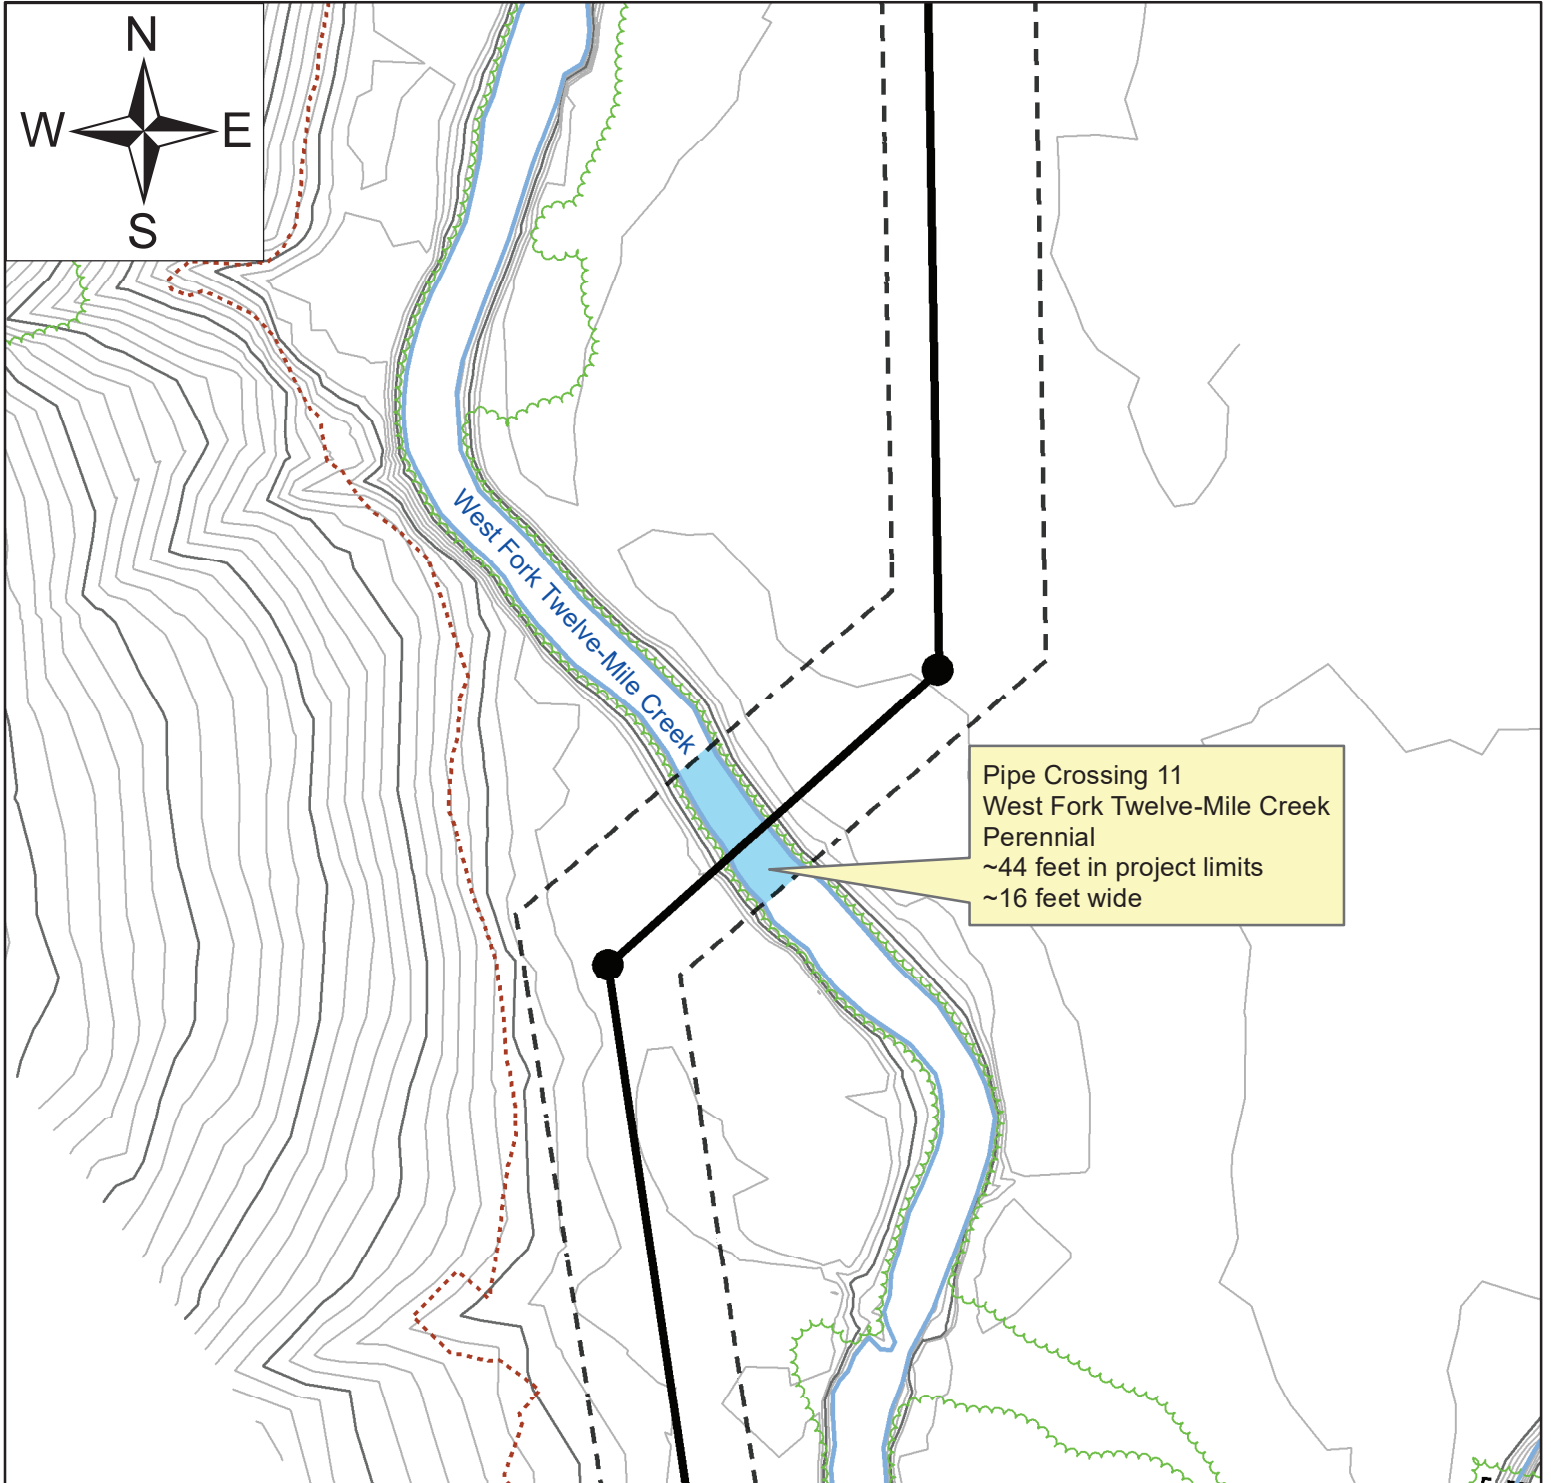 N
W E
S
West Fork Twelve-Mile Creek
Pipe Crossing 11
West Fork Twelve-Mile Creek
Perennial
~44 feet in project limits
~16 feet wide